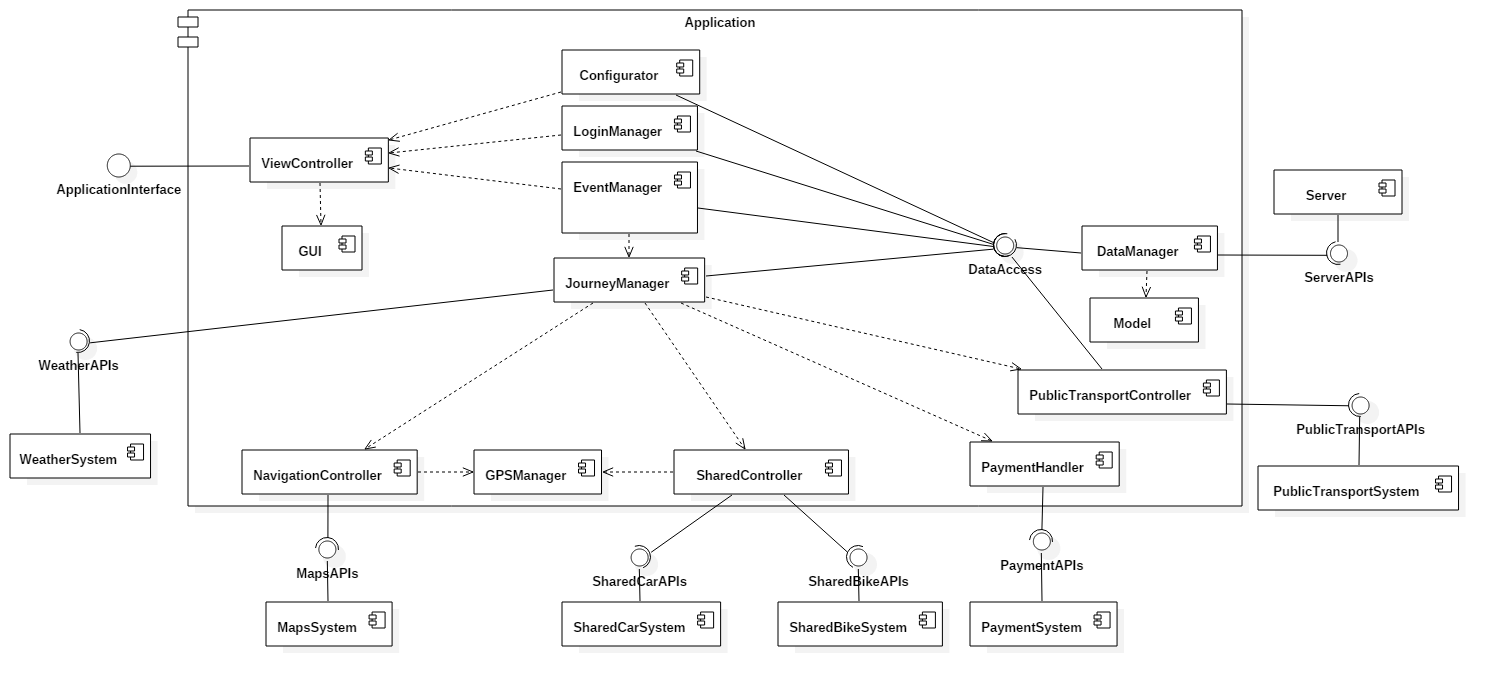 Application
Configurator
LoginManager
ViewController
EventManager
ApplicationInterface
Server
GUI
DataManager
DataAccess
ServerAPIs
JourneyManager
Model
WeatherAPIs
PublicTransportController
PublicTransportAPIs
WeatherSystem
NavigationController
GPSManager
SharedController
PaymentHandler
PublicTransportSystem
MapsAPIs
SharedCarAPIs
SharedBikeAPIs
PaymentAPIs
MapsSystem
SharedCarSystem
SharedBikeSystem
PaymentSystem